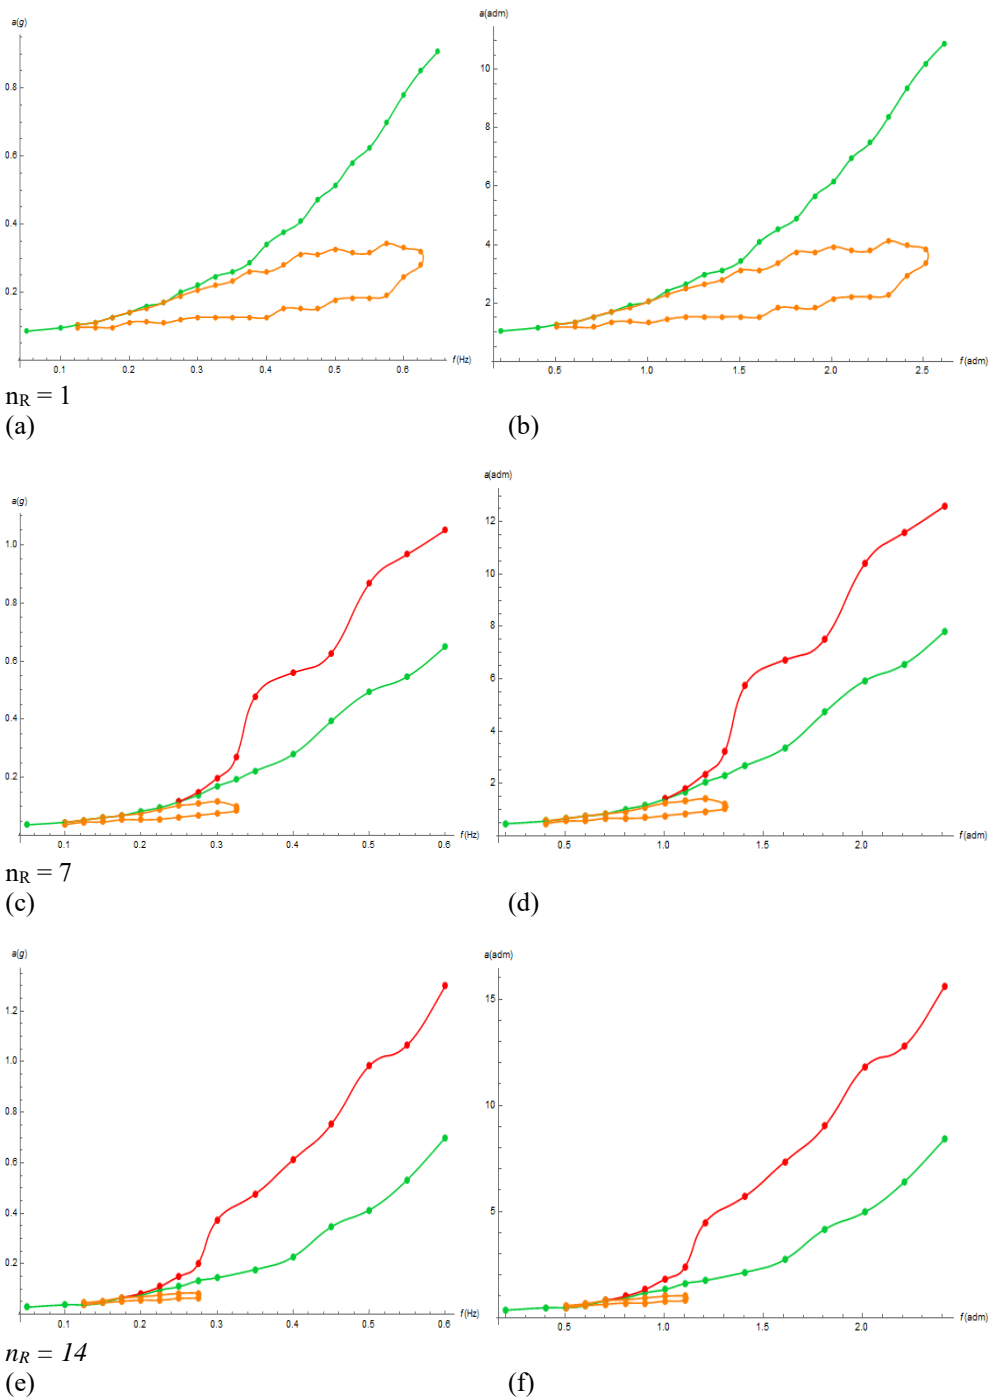 a(g)
0.8
0.6
0.4
0.2
0.1 0.2 0.3 0.4 0.5 0.6
f(Hz)
a(adm)
10
8
6
4
2
0.5 1.0 1.5 2.0 2.5
f(adm)
nR = 1
(a) (b)
a(g)
1.0
0.8
0.6
0.4
0.2
0.1 0.2 0.3 0.4 0.5 0.6
f(Hz)
a(adm)
12
10
8
6
4
2
0.5 1.0 1.5 2.0
f(adm)
nR = 7
(c) (d)
a(g)
1.2
1.0
0.8
0.6
0.4
0.2
0.1 0.2 0.3 0.4 0.5 0.6
f(Hz)
a(adm)
15
10
5
0.5 1.0 1.5 2.0
f(adm)
nR = 14
(e) (f)